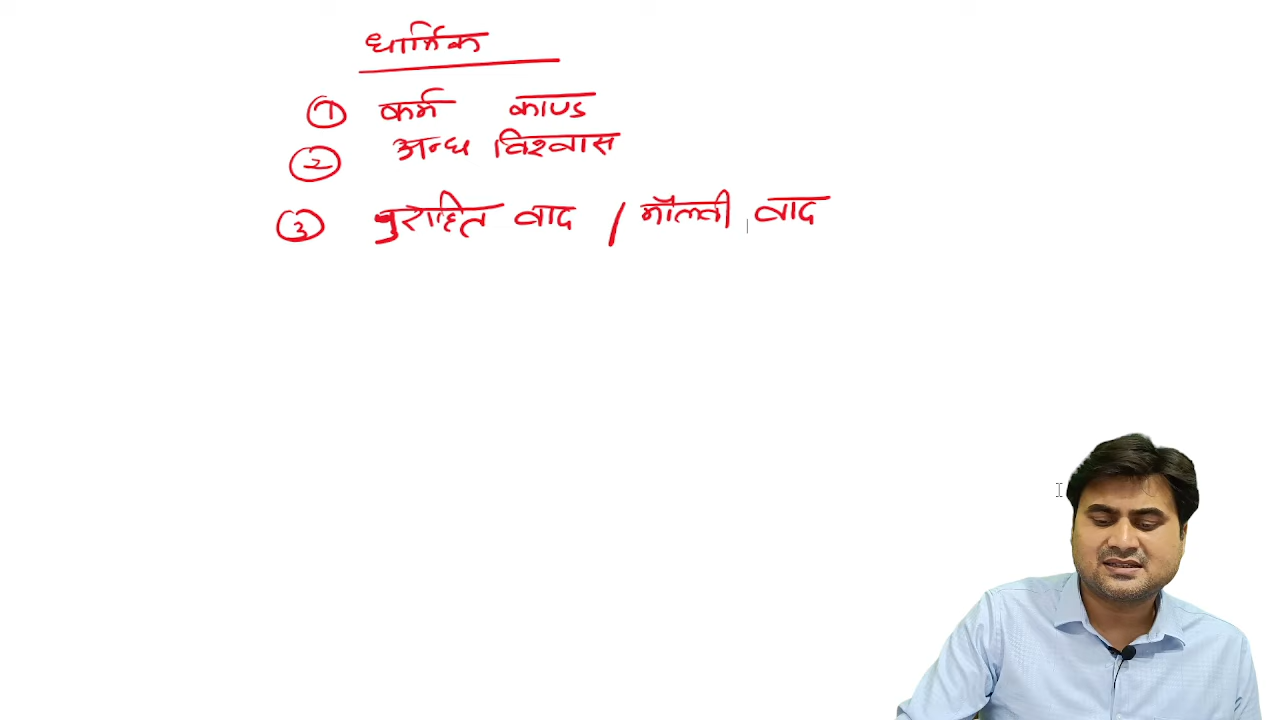 धार्मिक
① कर्म काण्ड
② अन्ध विश्वास
③ पुरोहित वाद / मौलवी वाद